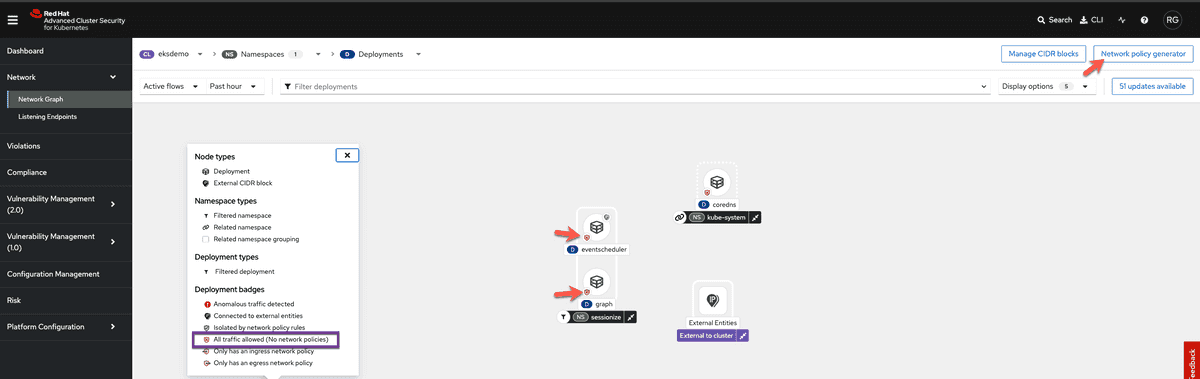 Red Hat
Advanced Cluster Security
for Kubernetes
Search
CLI
RG
Dashboard
Network
Network Graph
Listening Endpoints
Violations
Compliance
Vulnerability Management
(2.0)
Vulnerability Management
(1.0)
Configuration Management
Risk
Platform Configuration
CL eksdemo
NS Namespaces 1
D Deployments
Manage CIDR blocks
Network policy generator
Active flows
Past hour
Filter deployments
Display options 5
51 updates available
Node types
Deployment
External CIDR block
Namespace types
Filtered namespace
Related namespace
Related namespace grouping
Deployment types
Filtered deployment
Deployment badges
Anomalous traffic detected
Connected to external entities
Isolated by network policy rules
All traffic allowed (No network policies)
Only has an ingress network policy
Only has an egress network policy
D eventscheduler
D graph
NS sessionize
D coredns
NS kube-system
IP
External Entities
External to cluster
Feedback